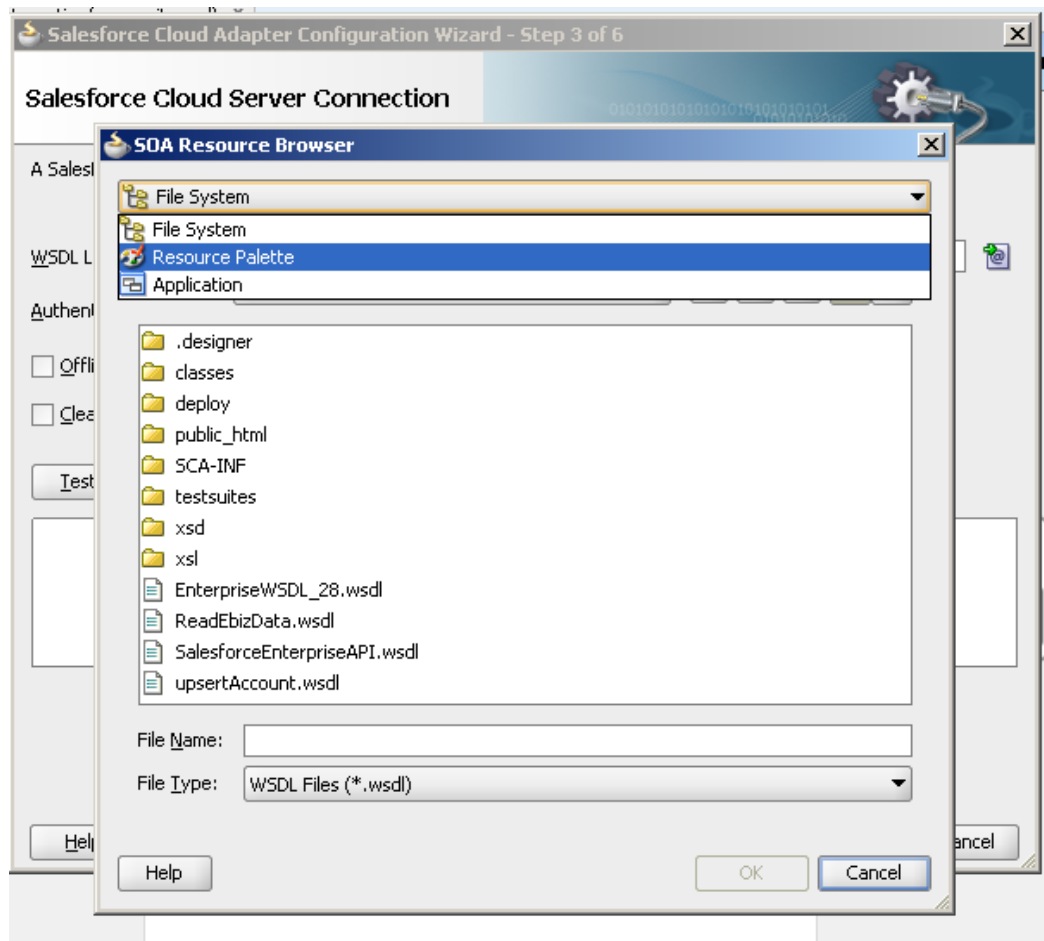 Salesforce Cloud Adapter Configuration Wizard - Step 3 of 6
Salesforce Cloud Server Connection
SOA Resource Browser
A Salesf
File System
File System
WSDL L
Resource Palette
Application
Authent
.designer
Offli
classes
deploy
Clea
public_html
SCA-INF
Test
testsuites
xsd
xsl
EnterpriseWSDL_28.wsdl
ReadEbizData.wsdl
SalesforceEnterpriseAPI.wsdl
upsertAccount.wsdl
File Name:
File Type: WSDL Files (*.wsdl)
Help
ancel
Help OK Cancel